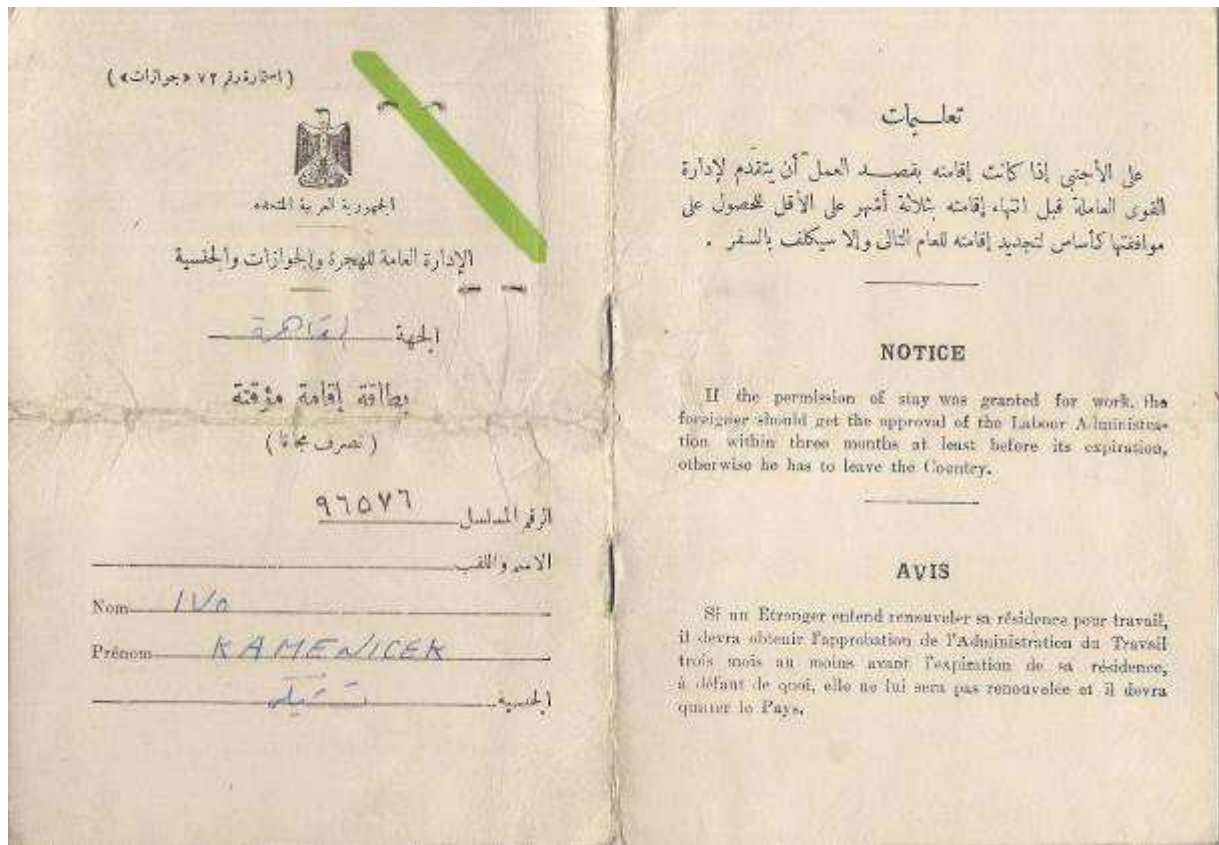 ( استمارة رقم ٧٢ «جوازات» )
الجمهورية العربية المتحدة
الإدارة العامة للهجرة والجوازات والجنسية
الجهة القاهرة
بطاقة إقامة مؤقتة
( تصرف مجانا )
الرقم المسلسل ٩٦٥٧٦
الاسم واللقب
Nom IVO
Prénom KAMENICEK
الجنسية
تعليمات
على الأجنبى إذا كانت إقامته بقصد العمل أن يتقدم لإدارة
القوى العاملة قبل انتهاء إقامته بثلاثة أشهر على الأقل للحصول على
موافقتها كأساس لتجديد إقامته للعام التالى وإلا سيكلف بالسفر .
NOTICE
If the permission of stay was granted for work, the
foreigner should get the approval of the Labour Administra-
tion within three months at least before its expiration,
otherwise he has to leave the Country.
AVIS
Si un Etranger entend renouveler sa résidence pour travail,
il devra obtenir l'approbation de l'Administration du Travail
trois mois au moins avant l'expiration de sa résidence,
à défaut de quoi, elle ne lui sera pas renouvelée et il devra
quitter le Pays.